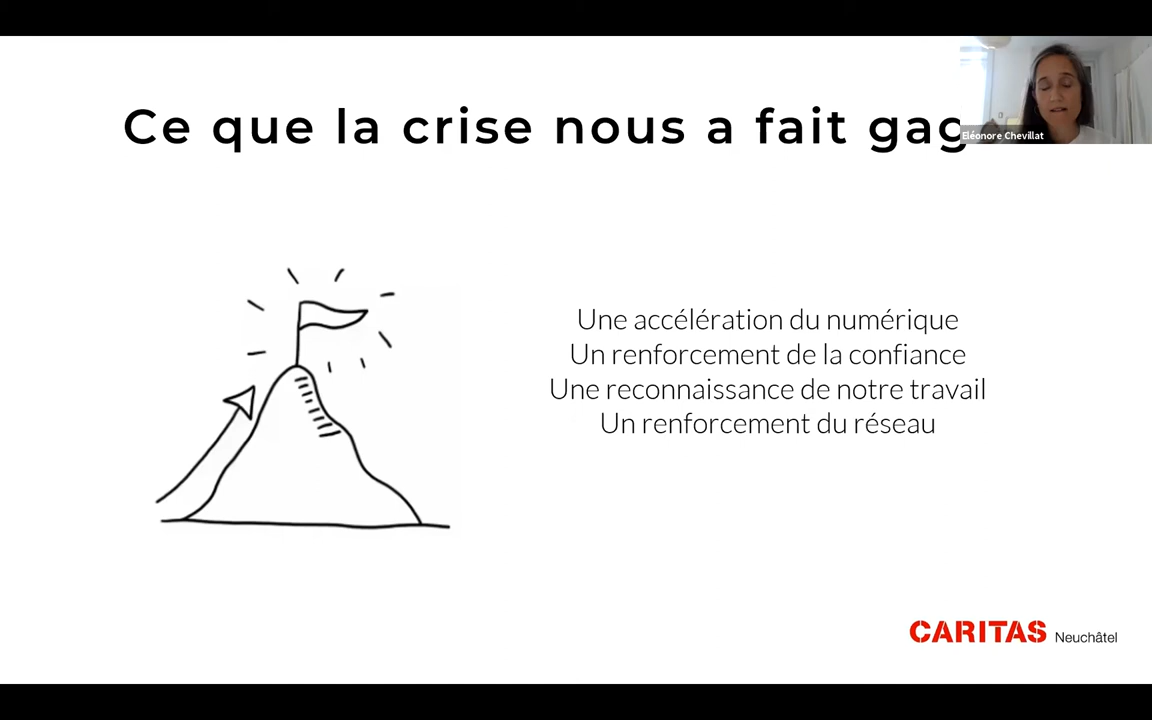 Ce que la crise nous a fait gag
Eléonore Chevillat
Une accélération du numérique
Un renforcement de la confiance
Une reconnaissance de notre travail
Un renforcement du réseau
CARITAS Neuchâtel